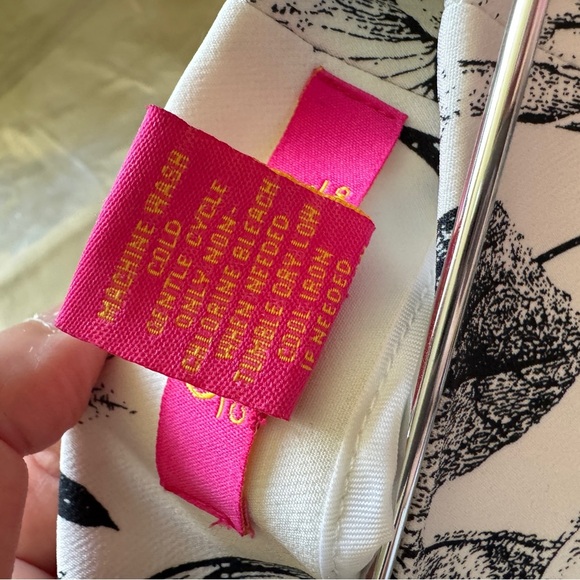 MACHINE WASH
COLD
GENTLE CYCLE
ONLY NON-
CHLORINE BLEACH
WHEN NEEDED
TUMBLE DRY LOW
COOL IRON
IF NEEDED